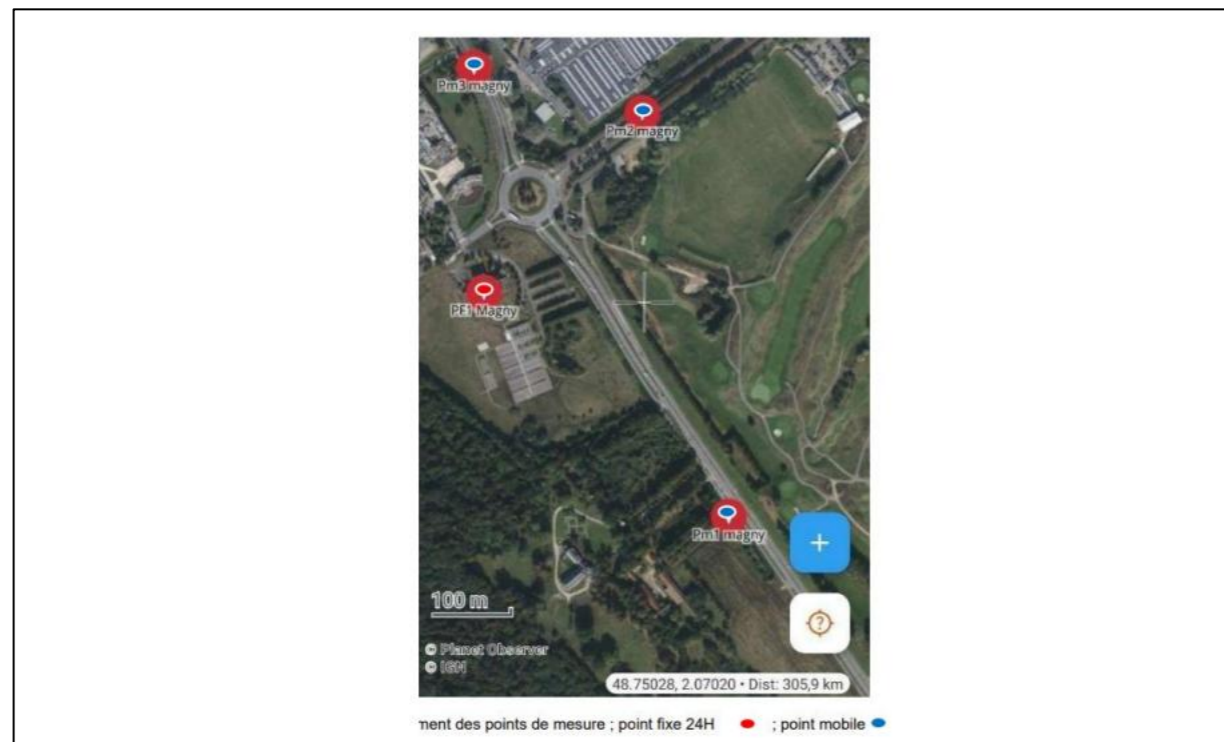 Pm3 magny
Pm2 magny
PF1 Magny
Pm1 magny
100 m
© Planet Observer
© IGN
48.75028, 2.07020 • Dist: 305,9 km
ment des points de mesure ; point fixe 24H ; point mobile